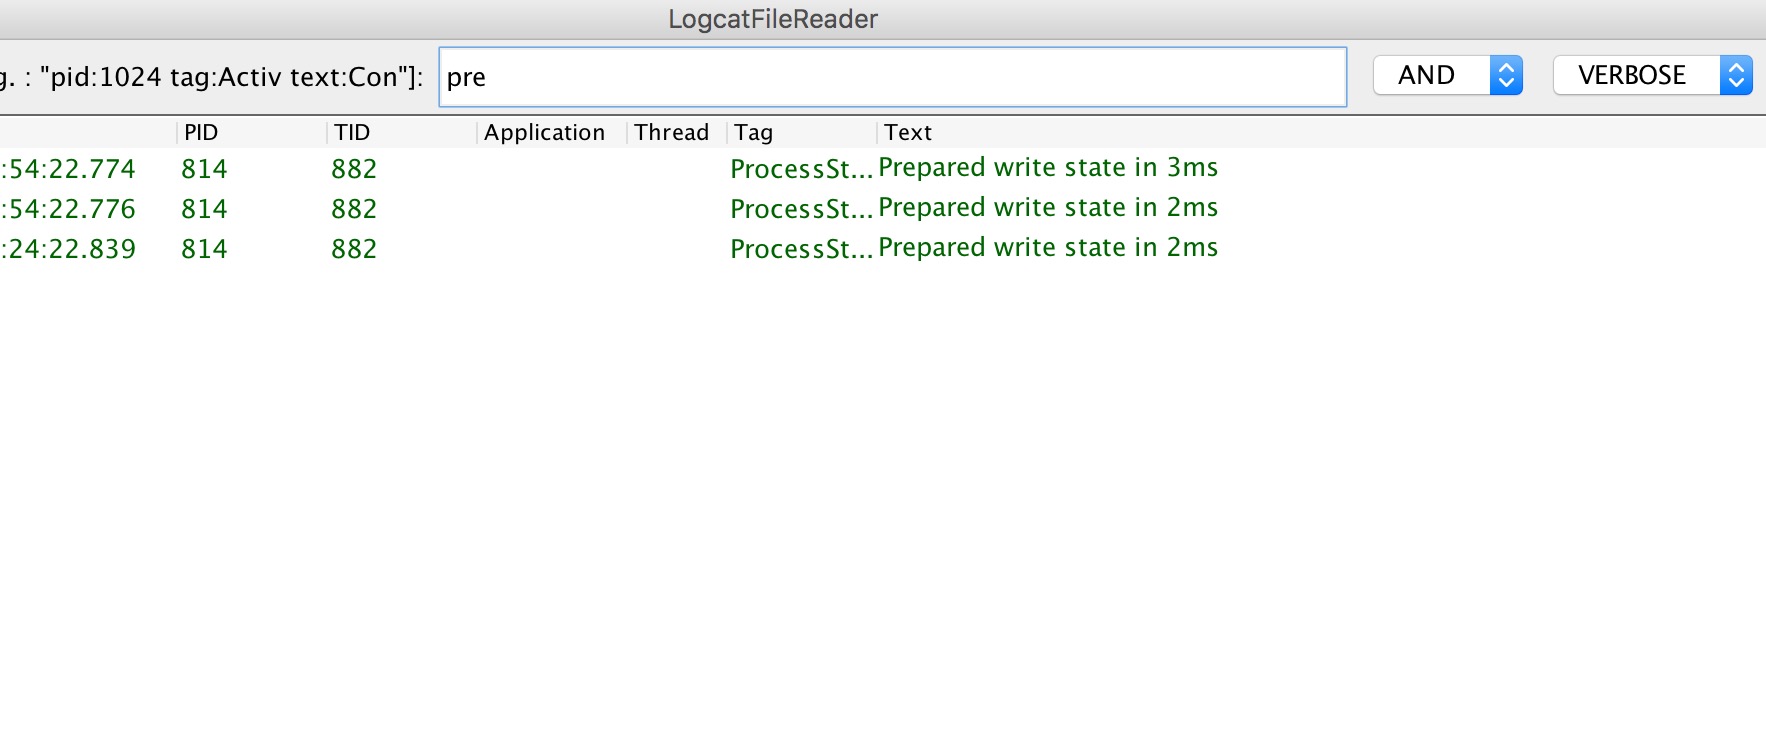 LogcatFileReader
g. : "pid:1024 tag:Activ text:Con"]: pre AND VERBOSE
PID TID Application Thread Tag Text
:54:22.774 814 882 ProcessSt... Prepared write state in 3ms
:54:22.776 814 882 ProcessSt... Prepared write state in 2ms
:24:22.839 814 882 ProcessSt... Prepared write state in 2ms